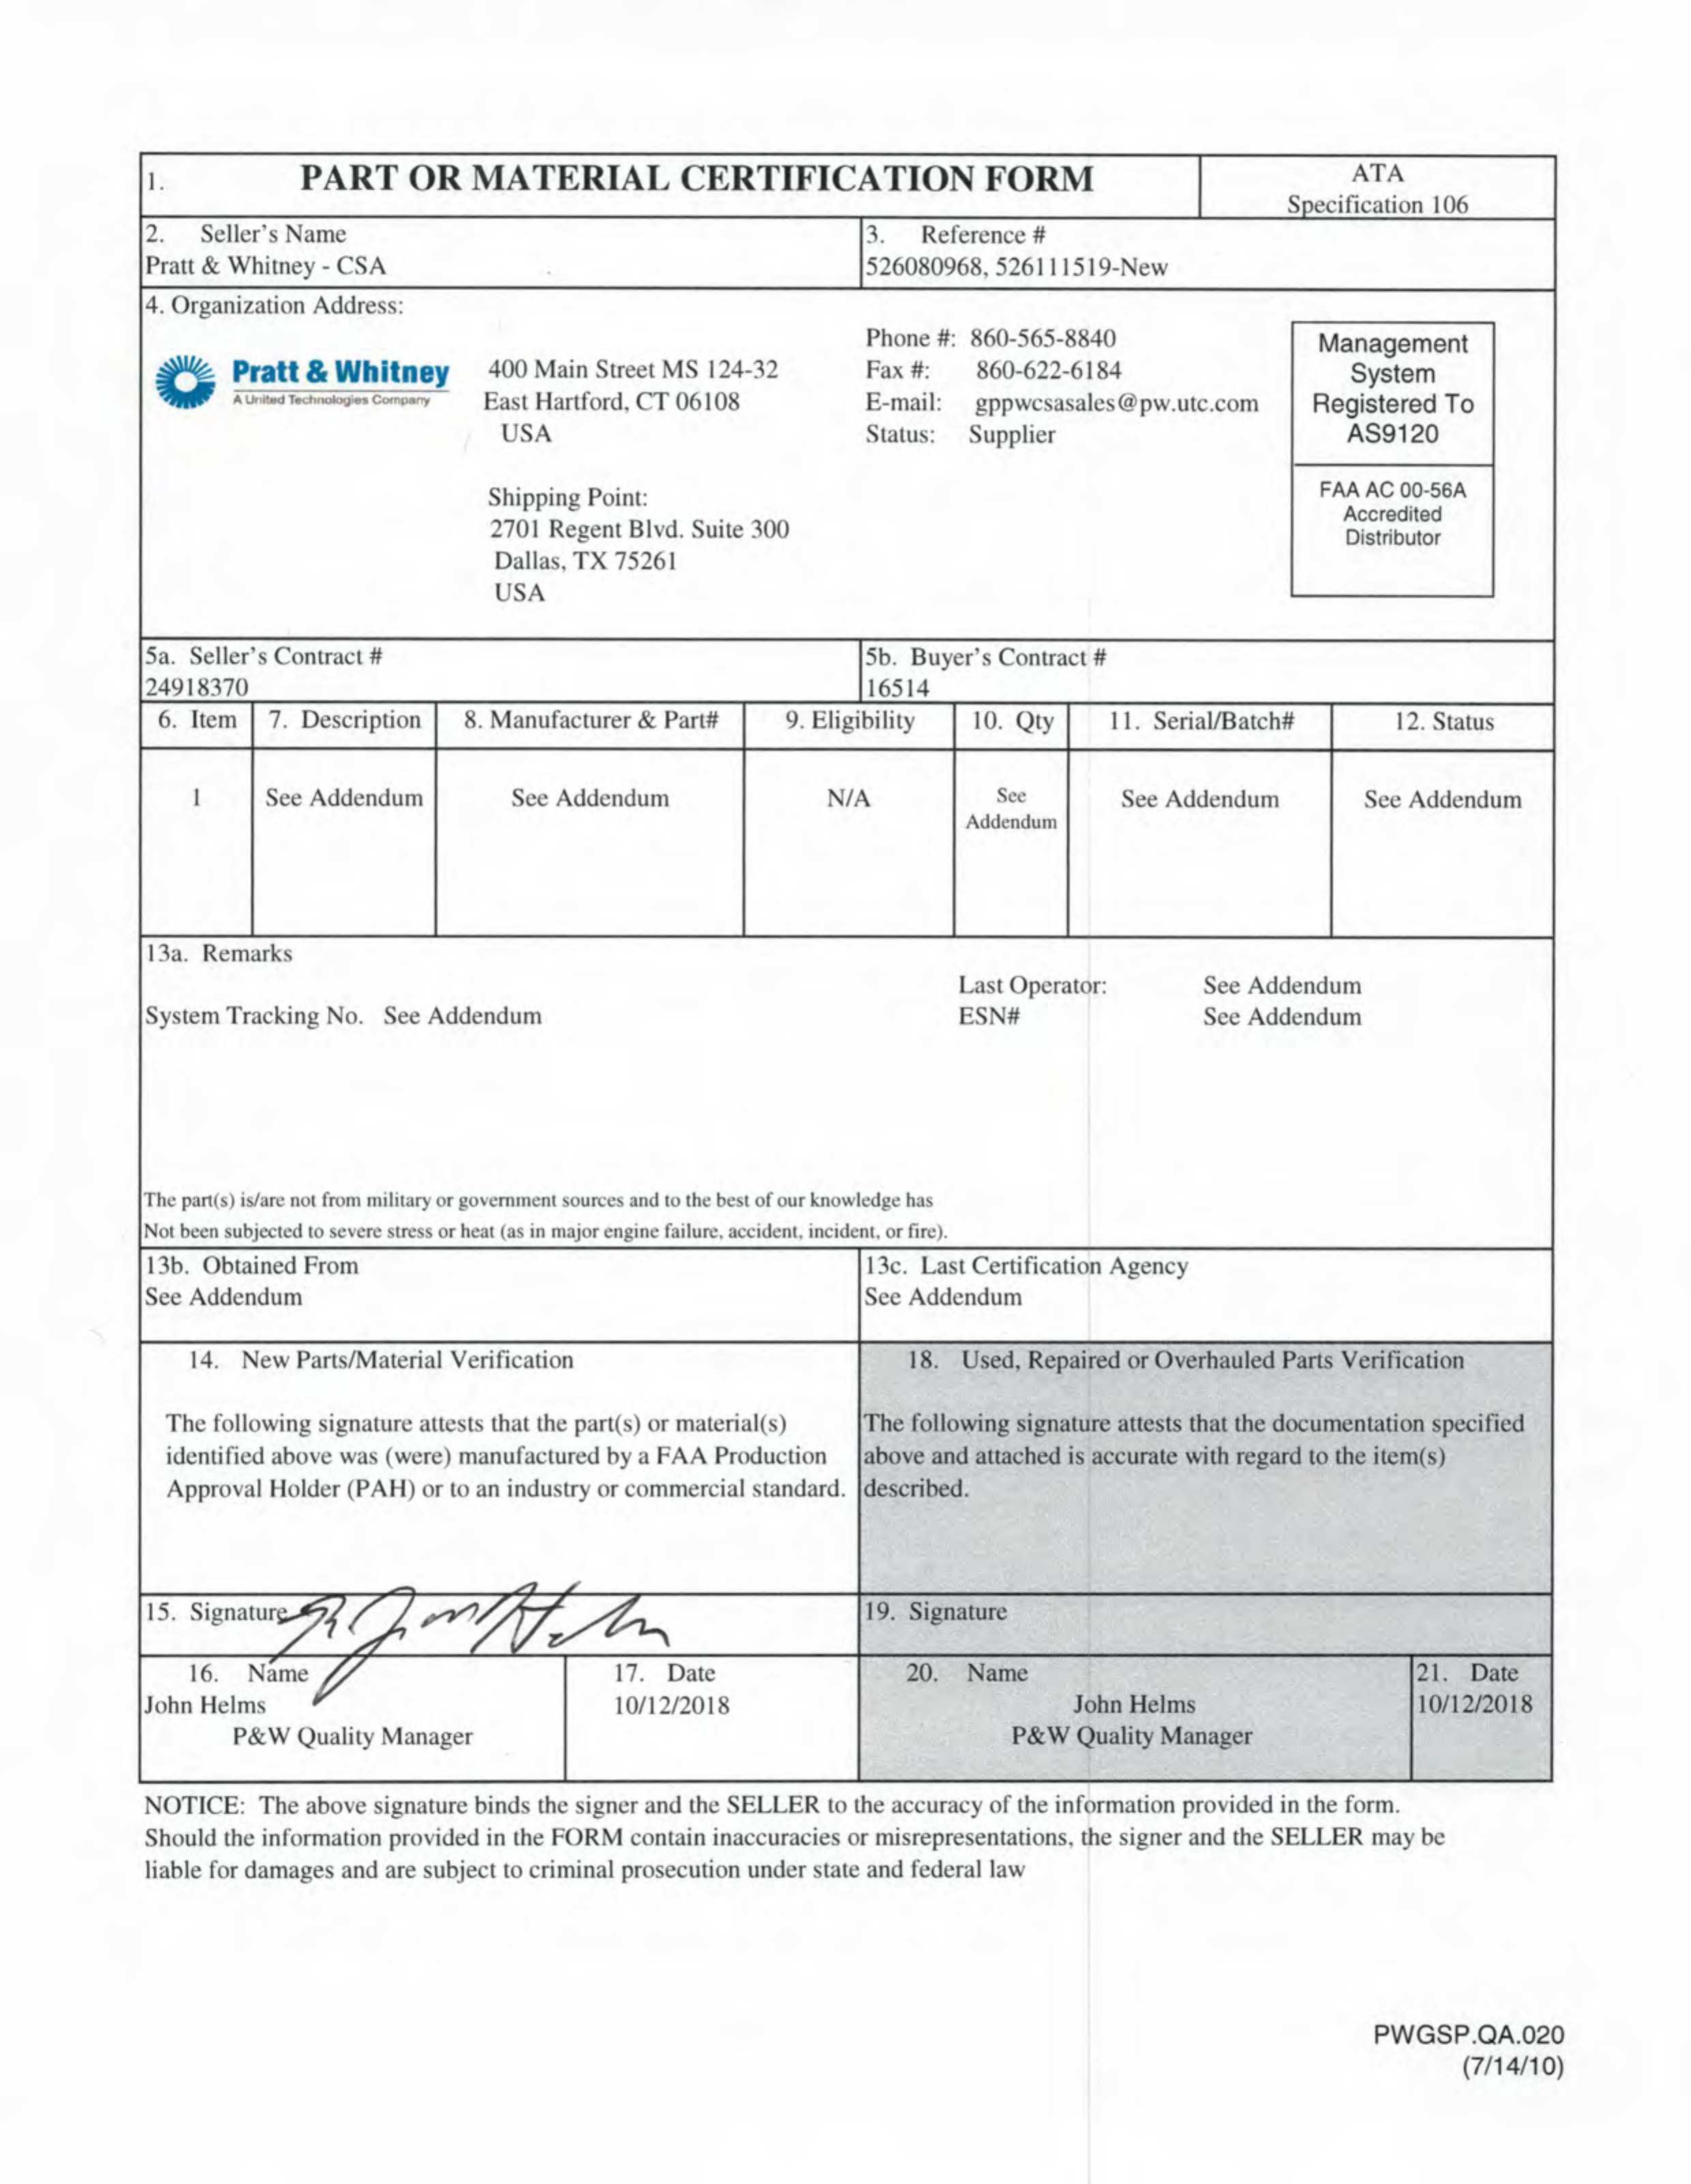 1. PART OR MATERIAL CERTIFICATION FORM
ATA
Specification 106
2. Seller's Name
Pratt & Whitney - CSA
3. Reference #
526080968, 526111519-New
4. Organization Address:
Pratt & Whitney
A United Technologies Company
400 Main Street MS 124-32
East Hartford, CT 06108
USA
Shipping Point:
2701 Regent Blvd. Suite 300
Dallas, TX 75261
USA
Phone #: 860-565-8840
Fax #: 860-622-6184
E-mail: gppwcsasales@pw.utc.com
Status: Supplier
Management
System
Registered To
AS9120
FAA AC 00-56A
Accredited
Distributor
5a. Seller's Contract #
24918370
5b. Buyer's Contract #
16514
6. Item 7. Description 8. Manufacturer & Part# 9. Eligibility 10. Qty 11. Serial/Batch# 12. Status
1 See Addendum See Addendum N/A See Addendum See Addendum See Addendum
13a. Remarks
Last Operator: See Addendum
System Tracking No. See Addendum ESN# See Addendum
The part(s) is/are not from military or government sources and to the best of our knowledge has
Not been subjected to severe stress or heat (as in major engine failure, accident, incident, or fire).
13b. Obtained From
See Addendum
13c. Last Certification Agency
See Addendum
14. New Parts/Material Verification
The following signature attests that the part(s) or material(s)
identified above was (were) manufactured by a FAA Production
Approval Holder (PAH) or to an industry or commercial standard.
18. Used, Repaired or Overhauled Parts Verification
The following signature attests that the documentation specified
above and attached is accurate with regard to the item(s)
described.
15. Signature
19. Signature
16. Name
John Helms
P&W Quality Manager
17. Date
10/12/2018
20. Name
John Helms
P&W Quality Manager
21. Date
10/12/2018
NOTICE: The above signature binds the signer and the SELLER to the accuracy of the information provided in the form.
Should the information provided in the FORM contain inaccuracies or misrepresentations, the signer and the SELLER may be
liable for damages and are subject to criminal prosecution under state and federal law
PWGSP.QA.020
(7/14/10)